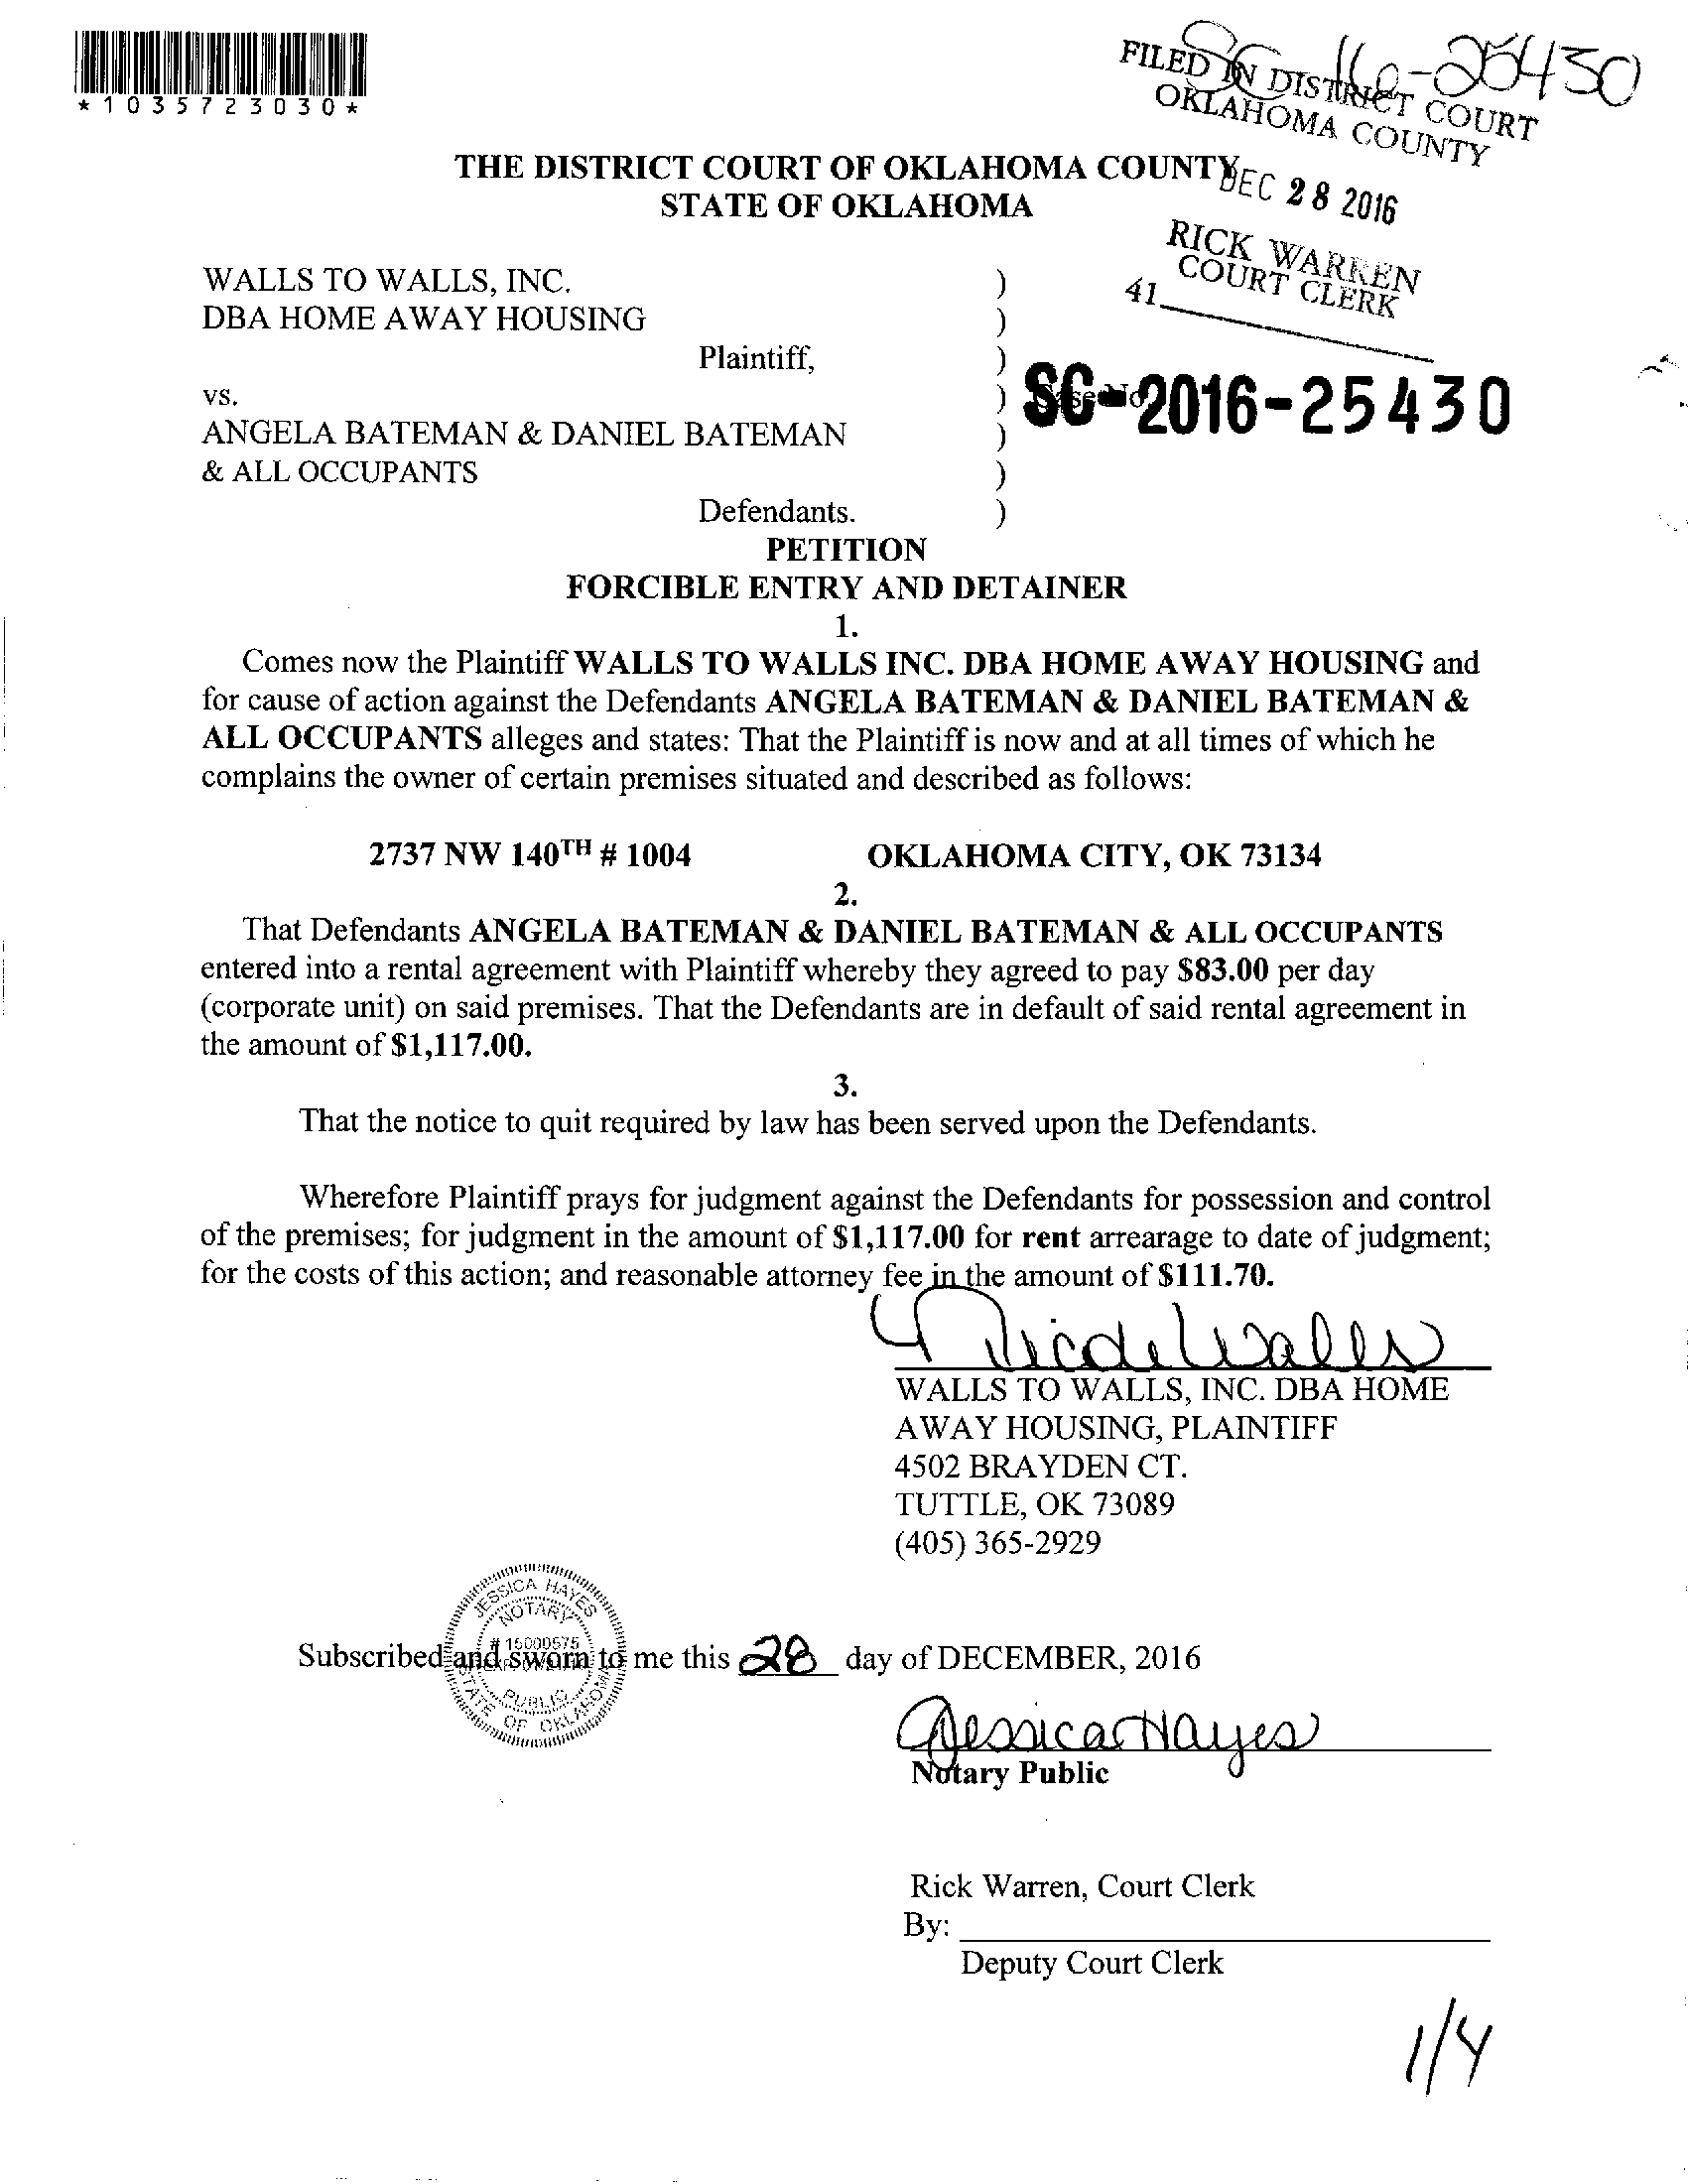 *1035723030*
SC-16-25430
FILED IN DISTRICT COURT
OKLAHOMA COUNTY
DEC 28 2016
RICK WARREN
COURT CLERK
41
THE DISTRICT COURT OF OKLAHOMA COUNTY
STATE OF OKLAHOMA
WALLS TO WALLS, INC. )
DBA HOME AWAY HOUSING )
Plaintiff, )
vs. ) SC-2016-25430
ANGELA BATEMAN & DANIEL BATEMAN )
& ALL OCCUPANTS )
Defendants. )
PETITION
FORCIBLE ENTRY AND DETAINER
1.
Comes now the Plaintiff WALLS TO WALLS INC. DBA HOME AWAY HOUSING and
for cause of action against the Defendants ANGELA BATEMAN & DANIEL BATEMAN &
ALL OCCUPANTS alleges and states: That the Plaintiff is now and at all times of which he
complains the owner of certain premises situated and described as follows:
2737 NW 140TH # 1004 OKLAHOMA CITY, OK 73134
2.
That Defendants ANGELA BATEMAN & DANIEL BATEMAN & ALL OCCUPANTS
entered into a rental agreement with Plaintiff whereby they agreed to pay $83.00 per day
(corporate unit) on said premises. That the Defendants are in default of said rental agreement in
the amount of $1,117.00.
3.
That the notice to quit required by law has been served upon the Defendants.
Wherefore Plaintiff prays for judgment against the Defendants for possession and control
of the premises; for judgment in the amount of $1,117.00 for rent arrearage to date of judgment;
for the costs of this action; and reasonable attorney fee in the amount of $111.70.
Nicole Walls
WALLS TO WALLS, INC. DBA HOME
AWAY HOUSING, PLAINTIFF
4502 BRAYDEN CT.
TUTTLE, OK 73089
(405) 365-2929
JESSICA HAYES
NOTARY
# 15000575
PUBLIC
STATE OF OKLAHOMA
Subscribed and sworn to me this 28 day of DECEMBER, 2016
Jessica Hayes
Notary Public
Rick Warren, Court Clerk
By:
Deputy Court Clerk
1/4